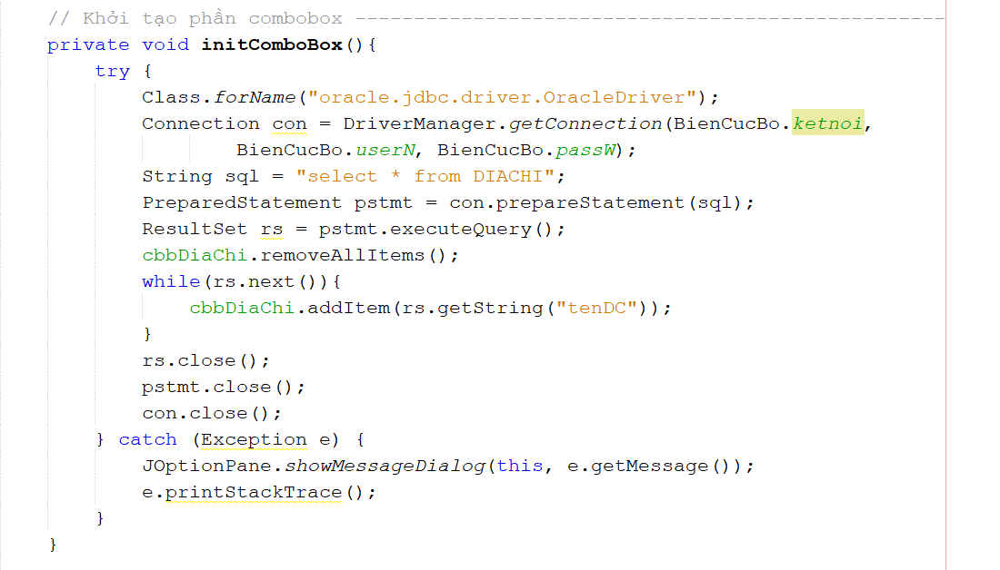 // Khởi tạo phần combobox --------------------------------------------------
private void initComboBox(){
try {
Class.forName("oracle.jdbc.driver.OracleDriver");
Connection con = DriverManager.getConnection(BienCucBo.ketnoi,
BienCucBo.userN, BienCucBo.passW);
String sql = "select * from DIACHI";
PreparedStatement pstmt = con.prepareStatement(sql);
ResultSet rs = pstmt.executeQuery();
cbbDiaChi.removeAllItems();
while(rs.next()){
cbbDiaChi.addItem(rs.getString("tenDC"));
}
rs.close();
pstmt.close();
con.close();
} catch (Exception e) {
JOptionPane.showMessageDialog(this, e.getMessage());
e.printStackTrace();
}
}